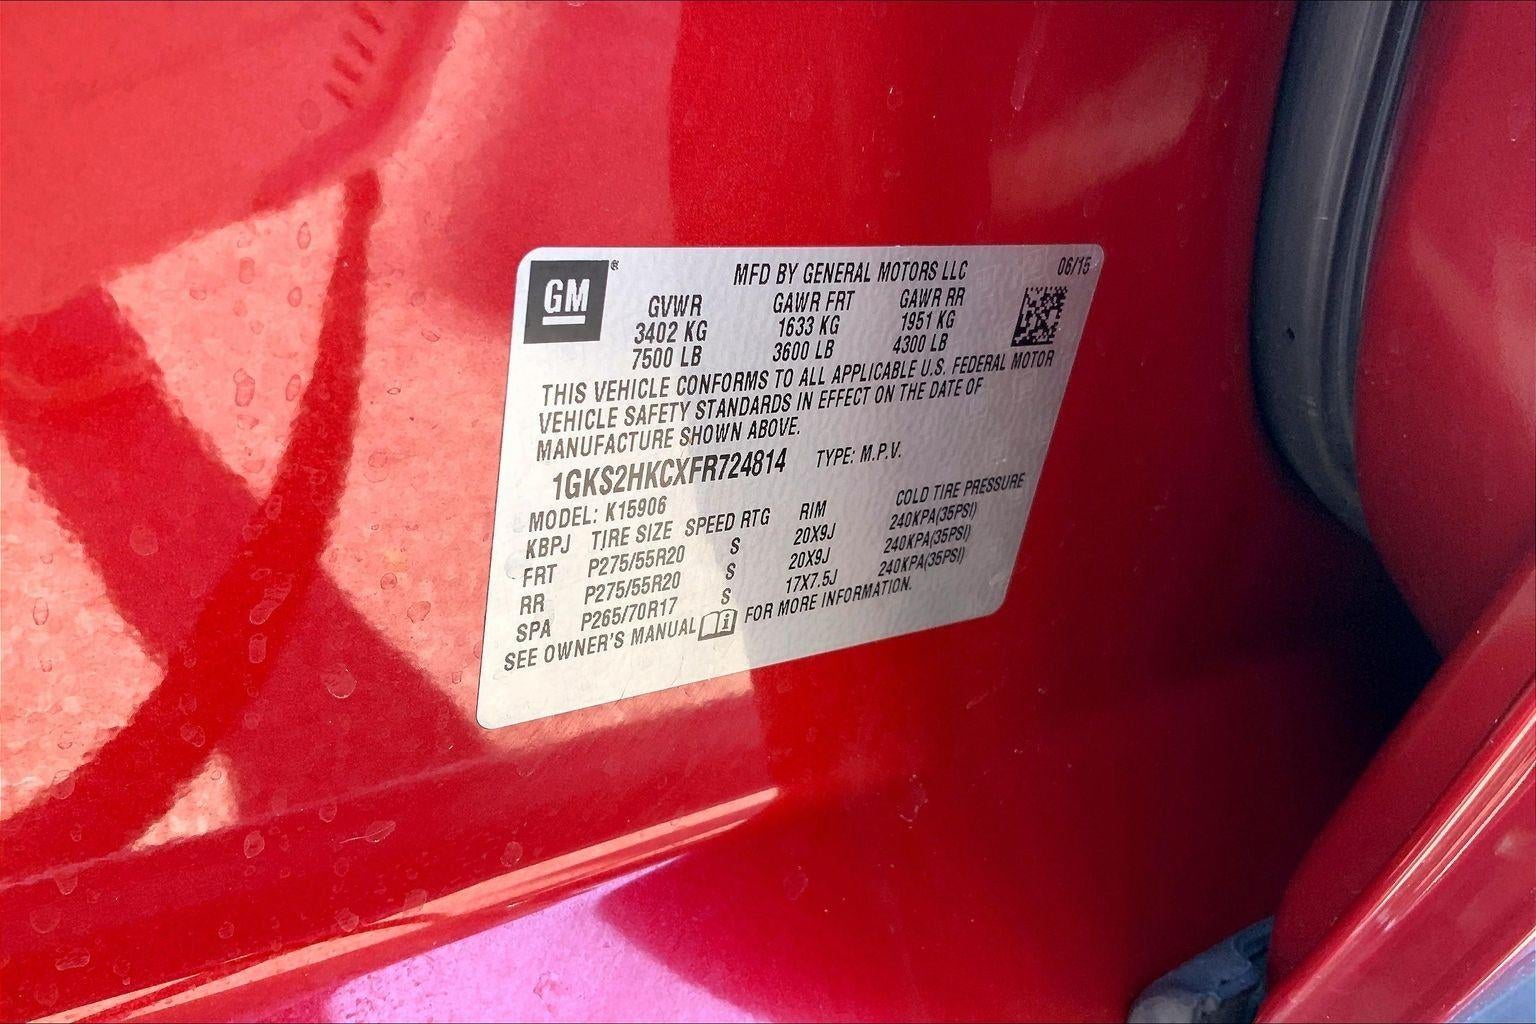 GM®
MFD BY GENERAL MOTORS LLC 06/15
GVWR GAWR FRT GAWR RR
3402 KG 1633 KG 1951 KG
7500 LB 3600 LB 4300 LB
THIS VEHICLE CONFORMS TO ALL APPLICABLE U.S. FEDERAL MOTOR
VEHICLE SAFETY STANDARDS IN EFFECT ON THE DATE OF
MANUFACTURE SHOWN ABOVE.
1GKS2HKCXFR724814 TYPE: M.P.V.
MODEL: K15906
KBPJ TIRE SIZE SPEED RTG RIM COLD TIRE PRESSURE
FRT P275/55R20 S 20X9J 240KPA(35PSI)
RR P275/55R20 S 20X9J 240KPA(35PSI)
SPA P265/70R17 S 17X7.5J 240KPA(35PSI)
SEE OWNER'S MANUAL FOR MORE INFORMATION.